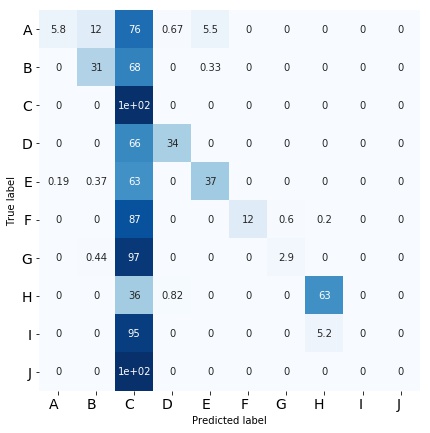 A 5.8 12 76 0.67 5.5 0 0 0 0 0
B 0 31 68 0 0.33 0 0 0 0 0
C 0 0 1e+02 0 0 0 0 0 0 0
D 0 0 66 34 0 0 0 0 0 0
E 0.19 0.37 63 0 37 0 0 0 0 0
F 0 0 87 0 0 12 0.6 0.2 0 0
G 0 0.44 97 0 0 0 2.9 0 0 0
H 0 0 36 0.82 0 0 0 63 0 0
I 0 0 95 0 0 0 0 5.2 0 0
J 0 0 1e+02 0 0 0 0 0 0 0
A B C D E F G H I J
Predicted label
True label